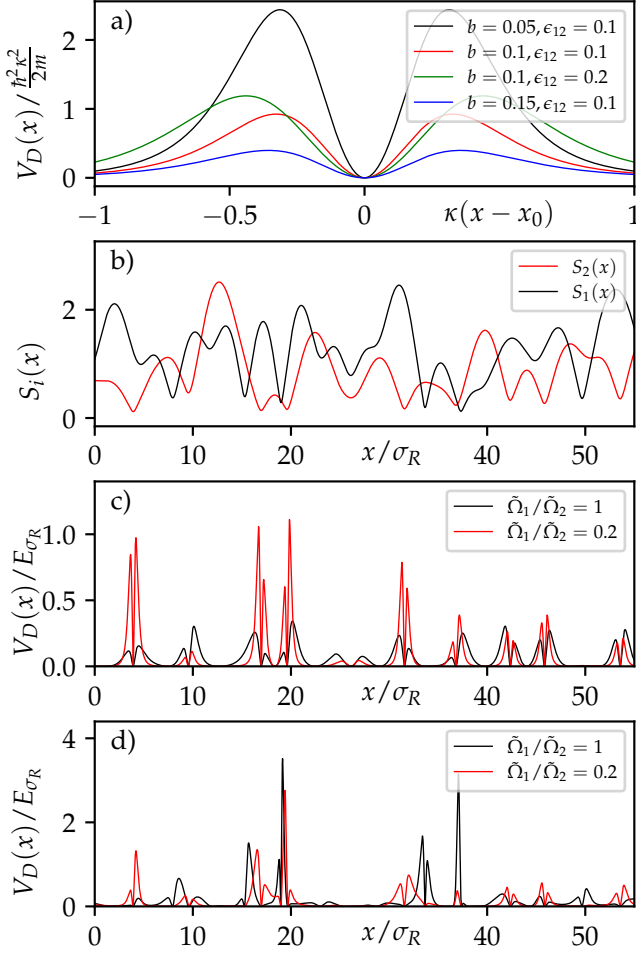 a)
V_D(x)/ħ²κ²/2m
b = 0.05, ϵ₁₂ = 0.1
b = 0.1, ϵ₁₂ = 0.1
b = 0.1, ϵ₁₂ = 0.2
b = 0.15, ϵ₁₂ = 0.1
2
1
0
−1 −0.5 0 κ(x − x₀) 1
b)
S_i(x)
S₂(x)
S₁(x)
2
0
0 10 20 x/σ_R 40 50
c)
V_D(x)/E_{σ_R}
Ω̃₁/Ω̃₂ = 1
Ω̃₁/Ω̃₂ = 0.2
1.0
0.5
0.0
0 10 20 x/σ_R 40 50
d)
V_D(x)/E_{σ_R}
Ω̃₁/Ω̃₂ = 1
Ω̃₁/Ω̃₂ = 0.2
4
2
0
0 10 20 x/σ_R 40 50